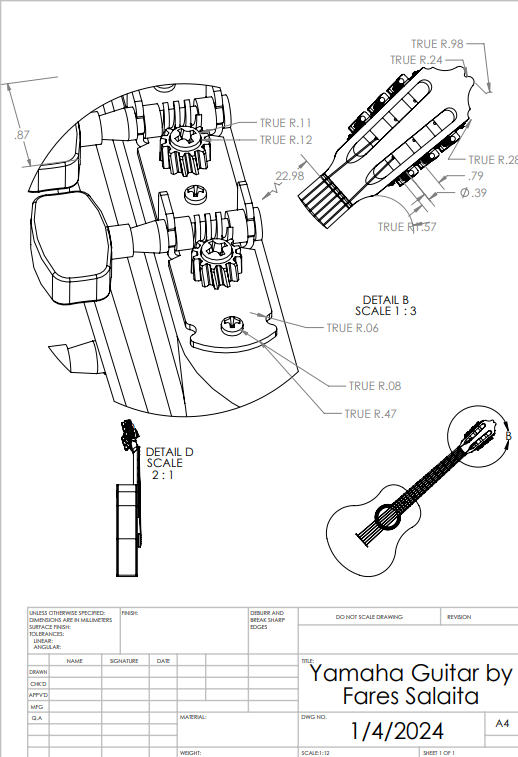 TRUE R.98
TRUE R.24
.87
TRUE R.11
TRUE R.12
TRUE R.28
.79
22.98
Ø.39
TRUE R1.57
DETAIL B
SCALE 1 : 3
TRUE R.06
TRUE R.08
TRUE R.47
B
DETAIL D
SCALE
2 : 1
UNLESS OTHERWISE SPECIFIED:
DIMENSIONS ARE IN MILLIMETERS
SURFACE FINISH:
TOLERANCES:
LINEAR:
ANGULAR:
FINISH:
DEBURR AND
BREAK SHARP
EDGES
DO NOT SCALE DRAWING
REVISION
NAME
SIGNATURE
DATE
TITLE:
DRAWN
CHK'D
APPV'D
MFG
Q.A
Yamaha Guitar by
Fares Salaita
MATERIAL:
DWG NO.
1/4/2024
A4
WEIGHT:
SCALE:1:12
SHEET 1 OF 1